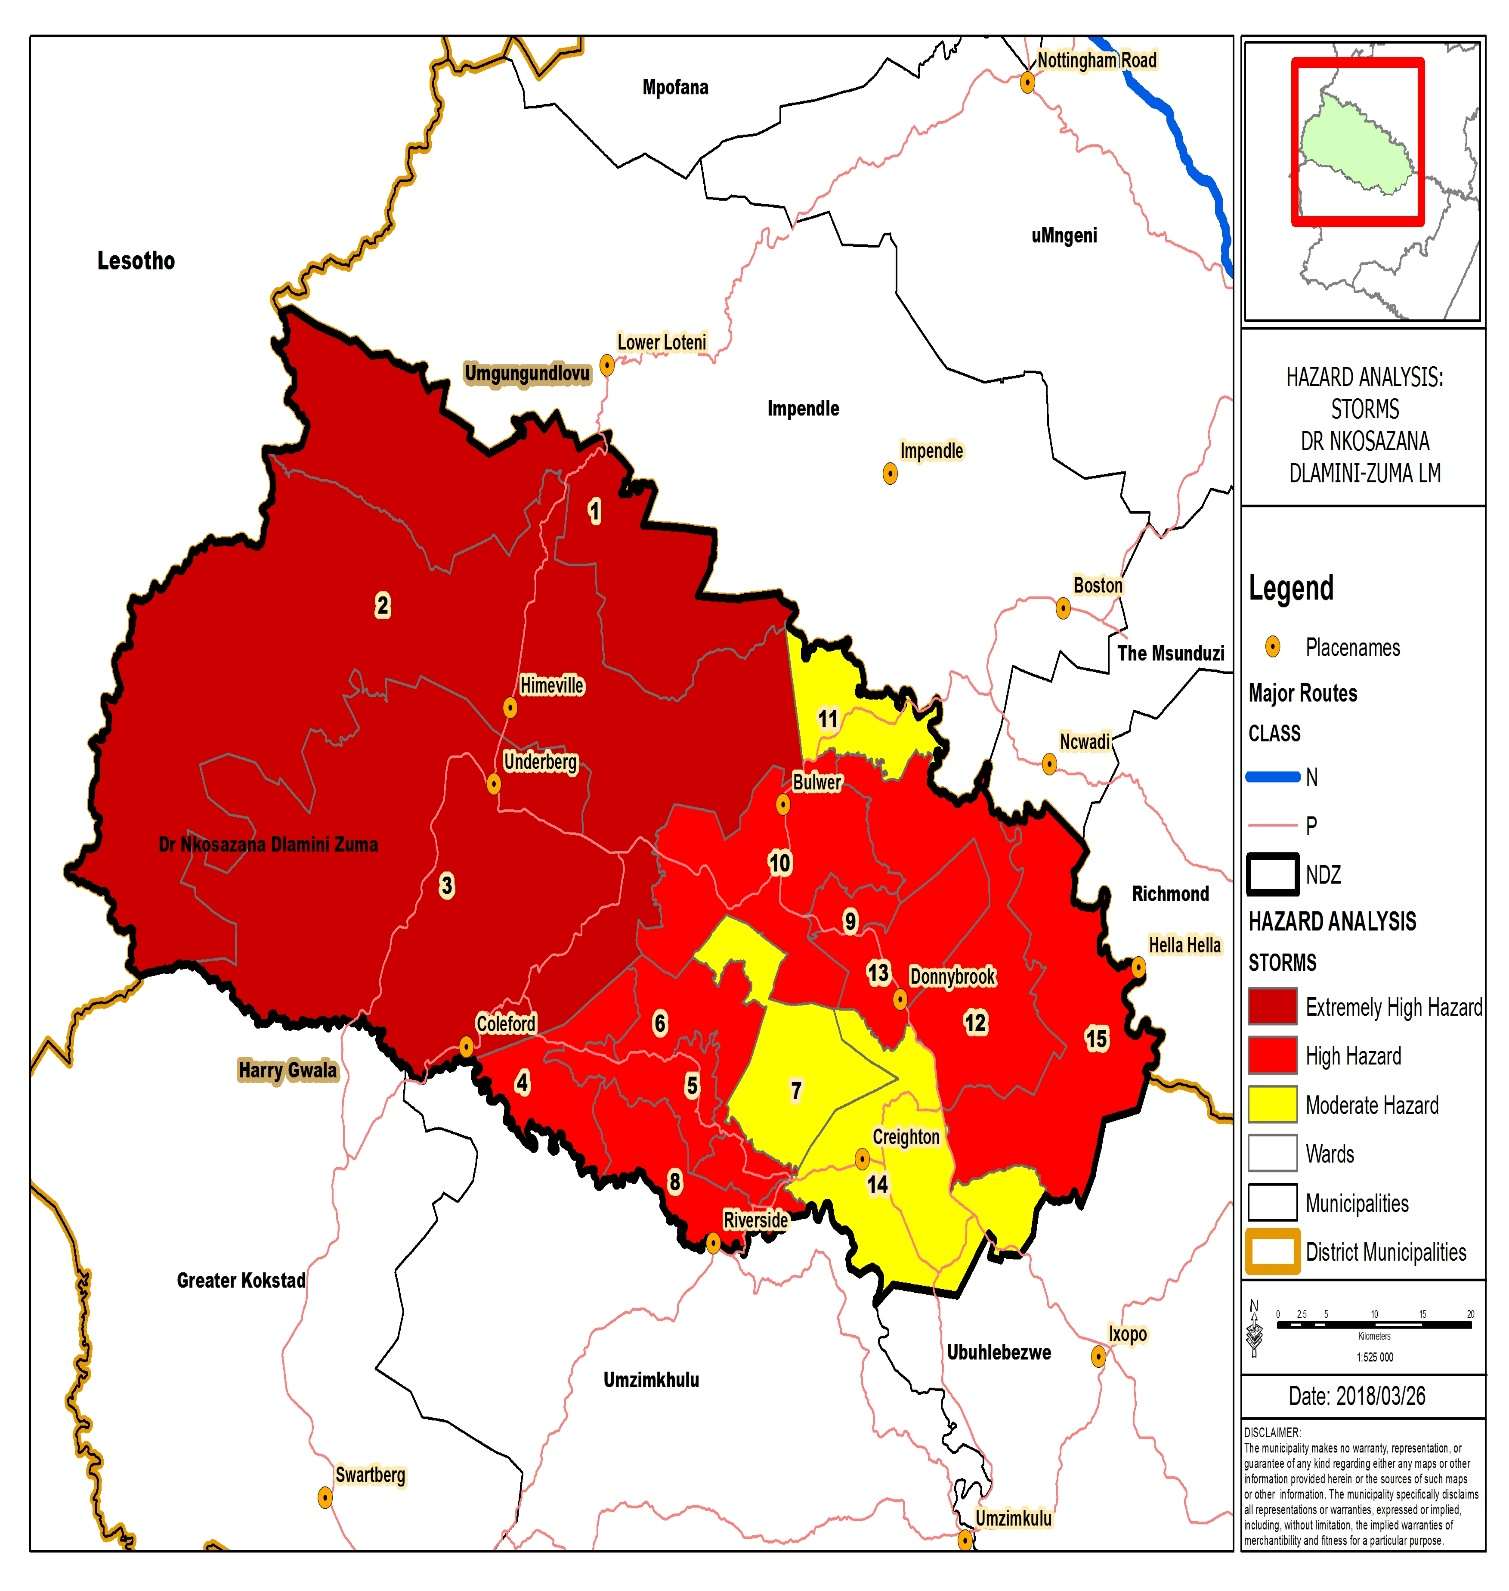 Nottingham Road
Mpofana
uMngeni
Lesotho
Lower Loteni
Umgungundlovu
Impendle
Impendle
1
2
Boston
The Msunduzi
Himeville
11
Ncwadi
Underberg
Bulwer
Dr Nkosazana Dlamini Zuma
10
3
Richmond
9
Hella Hella
13
Donnybrook
Coleford
6
12
15
Harry Gwala
4
5
7
Creighton
8
14
Riverside
Greater Kokstad
Ixopo
Ubuhlebezwe
Umzimkhulu
Swartberg
Umzimkulu
HAZARD ANALYSIS:
STORMS
DR NKOSAZANA
DLAMINI-ZUMA LM
Legend
Placenames
Major Routes
CLASS
N
P
NDZ
HAZARD ANALYSIS
STORMS
Extremely High Hazard
High Hazard
Moderate Hazard
Wards
Municipalities
District Municipalities
N
0 2.5 5 10 15 20
Kilometers
1:525 000
Date: 2018/03/26
DISCLAIMER:
The municipality makes no warranty, representation, or
guarantee of any kind regarding either any maps or other
information provided herein or the sources of such maps
or other information. The municipality specifically disclaims
all representations or warranties, expressed or implied,
including, without limitation, the implied warranties of
merchantibility and fitness for a particular purpose.